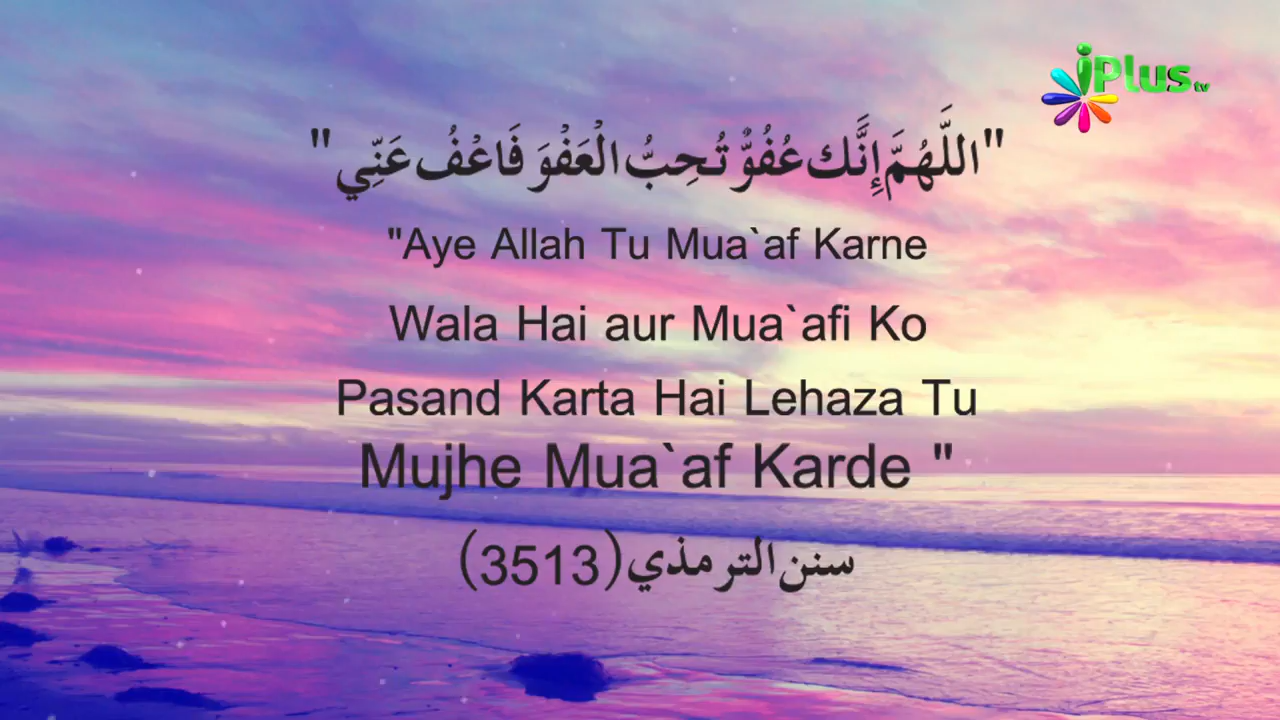 iPlus tv
"اللَّهُمَّ إِنَّك عُفُوٌّ تُحِبُّ الْعَفْوَ فَاعْفُ عَنِّي"
"Aye Allah Tu Mua`af Karne
Wala Hai aur Mua`afi Ko
Pasand Karta Hai Lehaza Tu
Mujhe Mua`af Karde "
سنن الترمذي (3513)